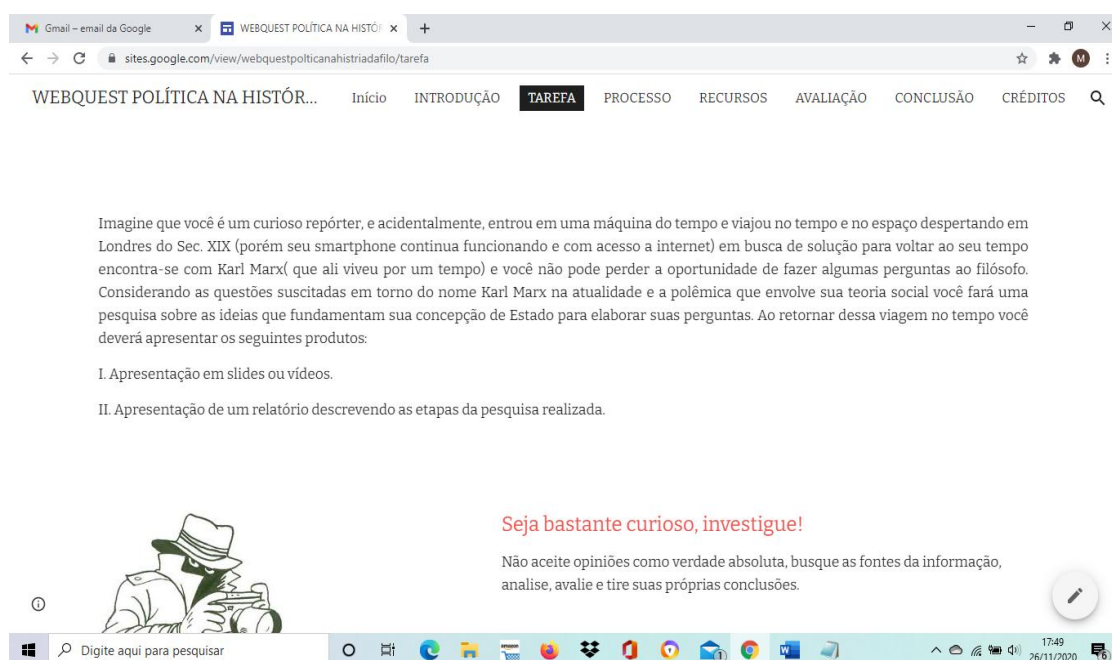 Gmail – email da Google
WEBQUEST POLÍTICA NA HISTÓR
sites.google.com/view/webquestpolticanahistriadafilo/tarefa
M
WEBQUEST POLÍTICA NA HISTÓR...
Início
INTRODUÇÃO
TAREFA
PROCESSO
RECURSOS
AVALIAÇÃO
CONCLUSÃO
CRÉDITOS
Imagine que você é um curioso repórter, e acidentalmente, entrou em uma máquina do tempo e viajou no tempo e no espaço despertando em
Londres do Sec. XIX (porém seu smartphone continua funcionando e com acesso a internet) em busca de solução para voltar ao seu tempo
encontra-se com Karl Marx( que ali viveu por um tempo) e você não pode perder a oportunidade de fazer algumas perguntas ao filósofo.
Considerando as questões suscitadas em torno do nome Karl Marx na atualidade e a polêmica que envolve sua teoria social você fará uma
pesquisa sobre as ideias que fundamentam sua concepção de Estado para elaborar suas perguntas. Ao retornar dessa viagem no tempo você
deverá apresentar os seguintes produtos:
I. Apresentação em slides ou vídeos.
II. Apresentação de um relatório descrevendo as etapas da pesquisa realizada.
Seja bastante curioso, investigue!
Não aceite opiniões como verdade absoluta, busque as fontes da informação,
analise, avalie e tire suas próprias conclusões.
Digite aqui para pesquisar
17:49
26/11/2020